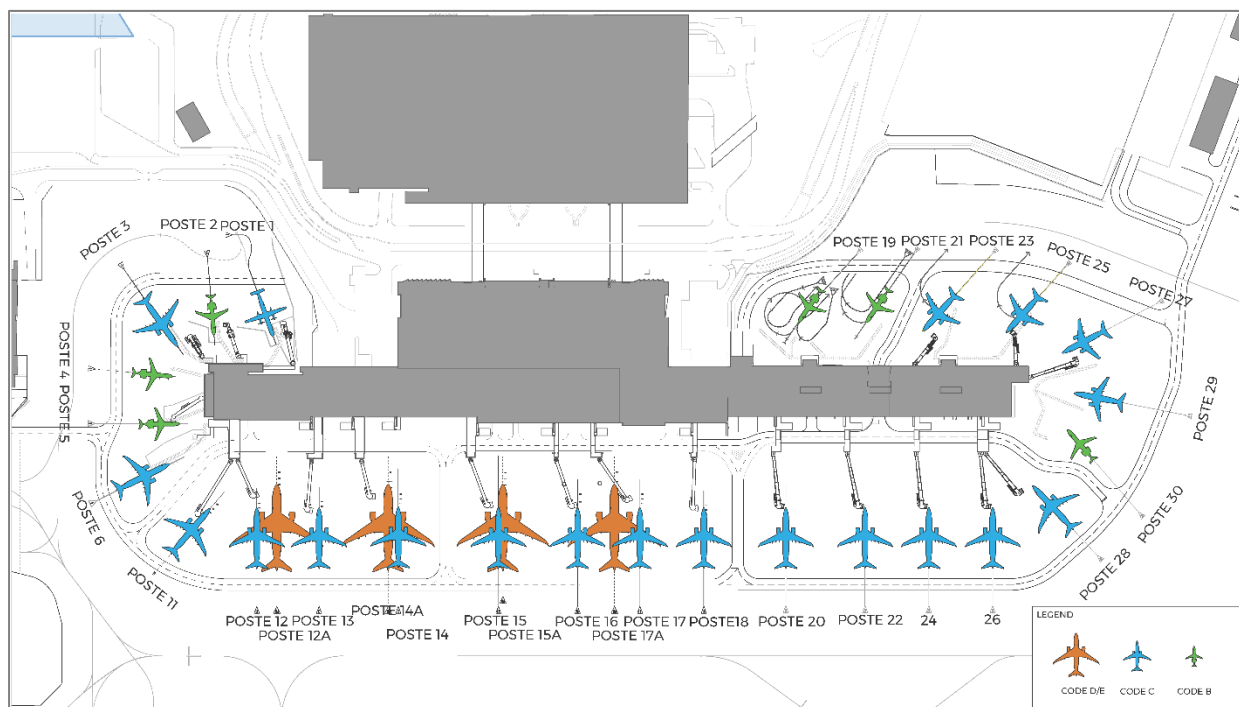 POSTE 2
POSTE 1
POSTE 3
POSTE 19
POSTE 21
POSTE 23
POSTE 25
POSTE 27
POSTE 4
POSTE 5
POSTE 29
POSTE 6
POSTE 30
POSTE 11
POSTE 28
POSTE 14A
POSTE 12
POSTE 13
POSTE 15
POSTE 16
POSTE 17
POSTE18
POSTE 20
POSTE 22
24
26
POSTE 12A
POSTE 14
POSTE 15A
POSTE 17A
LEGEND
CODE D/E
CODE C
CODE B